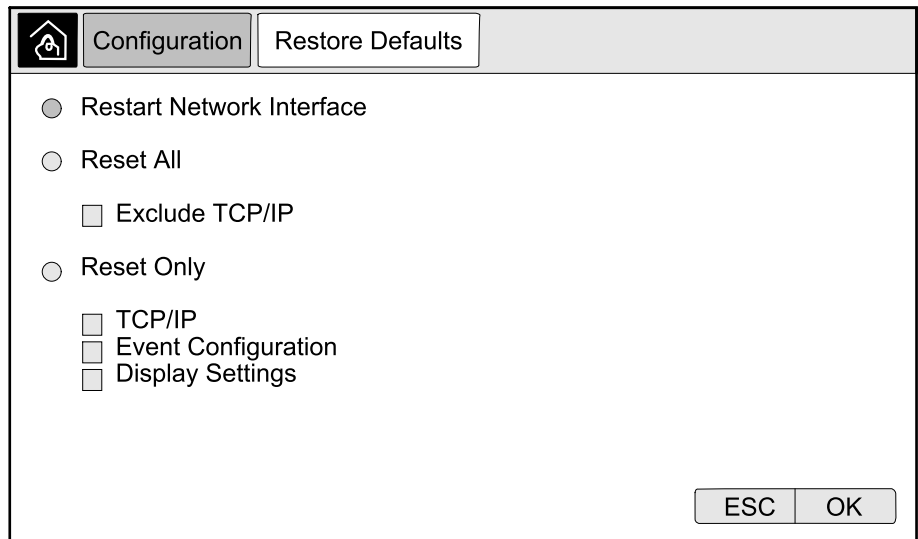 Configuration
Restore Defaults
Restart Network Interface
Reset All
Exclude TCP/IP
Reset Only
TCP/IP
Event Configuration
Display Settings
ESC
OK